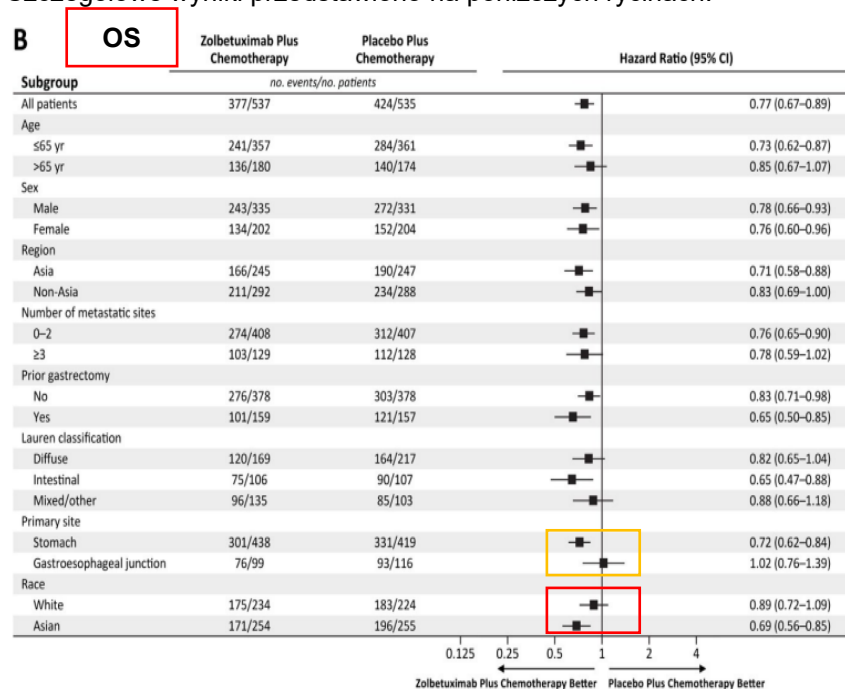 szczegółowe wyniki przedstawione na poniższych rycinach.
B OS Zolbetuximab Plus Chemotherapy Placebo Plus Chemotherapy Hazard Ratio (95% CI)
Subgroup no. events/no. patients
All patients 377/537 424/535 0.77 (0.67–0.89)
Age
≤65 yr 241/357 284/361 0.73 (0.62–0.87)
>65 yr 136/180 140/174 0.85 (0.67–1.07)
Sex
Male 243/335 272/331 0.78 (0.66–0.93)
Female 134/202 152/204 0.76 (0.60–0.96)
Region
Asia 166/245 190/247 0.71 (0.58–0.88)
Non-Asia 211/292 234/288 0.83 (0.69–1.00)
Number of metastatic sites
0–2 274/408 312/407 0.76 (0.65–0.90)
≥3 103/129 112/128 0.78 (0.59–1.02)
Prior gastrectomy
No 276/378 303/378 0.83 (0.71–0.98)
Yes 101/159 121/157 0.65 (0.50–0.85)
Lauren classification
Diffuse 120/169 164/217 0.82 (0.65–1.04)
Intestinal 75/106 90/107 0.65 (0.47–0.88)
Mixed/other 96/135 85/103 0.88 (0.66–1.18)
Primary site
Stomach 301/438 331/419 0.72 (0.62–0.84)
Gastroesophageal junction 76/99 93/116 1.02 (0.76–1.39)
Race
White 175/234 183/224 0.89 (0.72–1.09)
Asian 171/254 196/255 0.69 (0.56–0.85)
0.125 0.25 0.5 1 2 4
Zolbetuximab Plus Chemotherapy Better Placebo Plus Chemotherapy Better